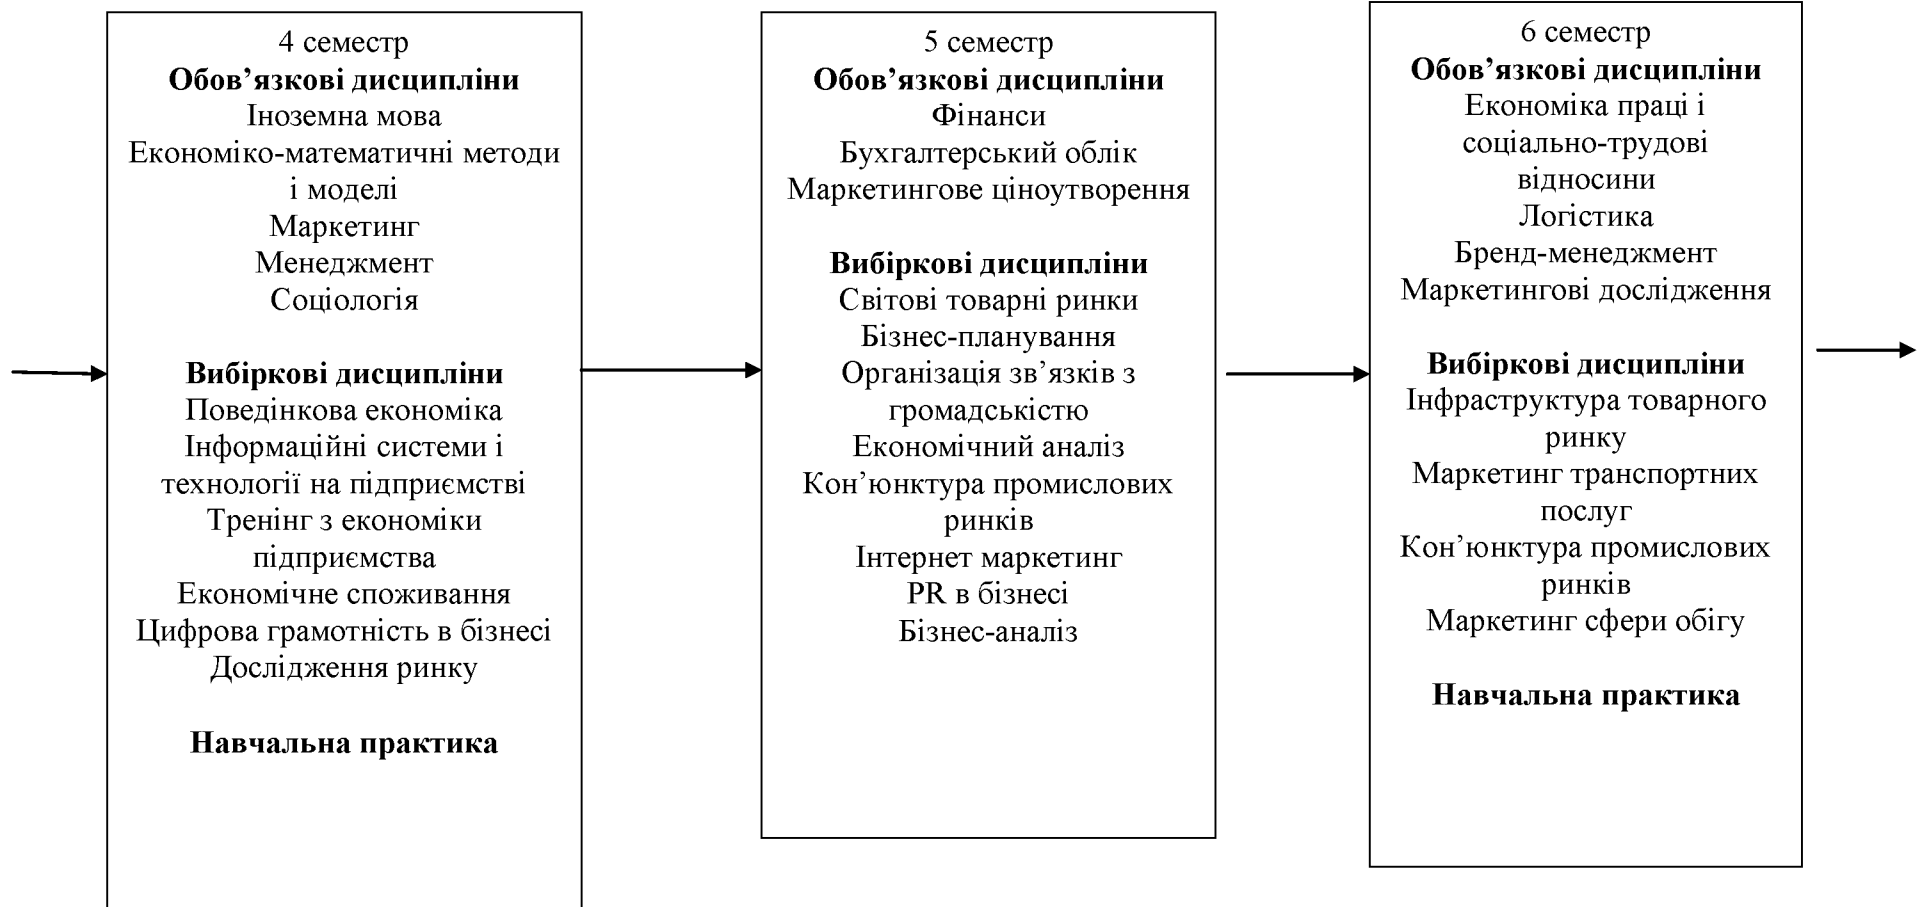 4 семестр
Обов’язкові дисципліни
Іноземна мова
Економіко-математичні методи
і моделі
Маркетинг
Менеджмент
Соціологія
Вибіркові дисципліни
Поведінкова економіка
Інформаційні системи і
технології на підприємстві
Тренінг з економіки
підприємства
Економічне споживання
Цифрова грамотність в бізнесі
Дослідження ринку
Навчальна практика
5 семестр
Обов’язкові дисципліни
Фінанси
Бухгалтерський облік
Маркетингове ціноутворення
Вибіркові дисципліни
Світові товарні ринки
Бізнес-планування
Організація зв’язків з
громадськістю
Економічний аналіз
Кон’юнктура промислових
ринків
Інтернет маркетинг
PR в бізнесі
Бізнес-аналіз
6 семестр
Обов’язкові дисципліни
Економіка праці і
соціально-трудові
відносини
Логістика
Бренд-менеджмент
Маркетингові дослідження
Вибіркові дисципліни
Інфраструктура товарного
ринку
Маркетинг транспортних
послуг
Кон’юнктура промислових
ринків
Маркетинг сфери обігу
Навчальна практика